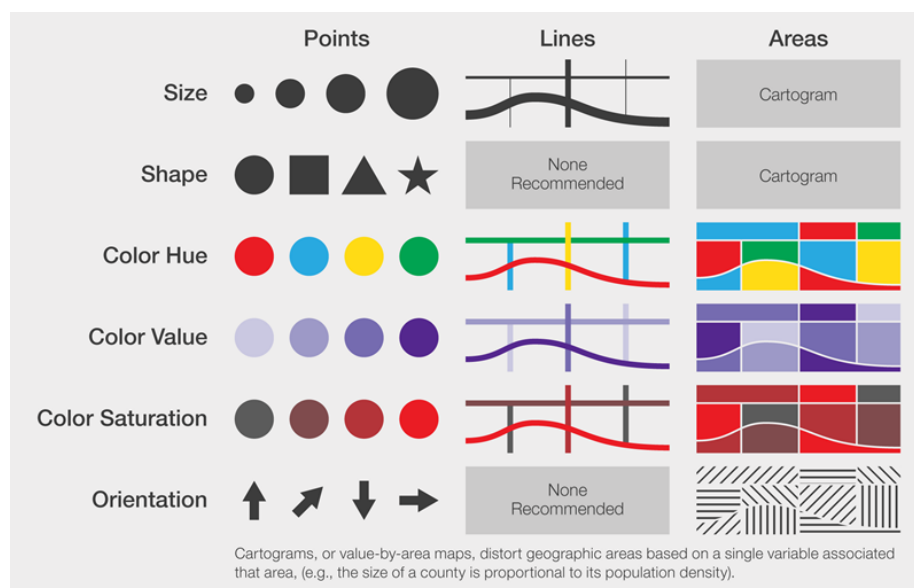 Points
Lines
Areas
Size
Cartogram
Shape
None
Recommended
Cartogram
Color Hue
Color Value
Color Saturation
Orientation
None
Recommended
Cartograms, or value-by-area maps, distort geographic areas based on a single variable associated
that area, (e.g., the size of a county is proportional to its population density).